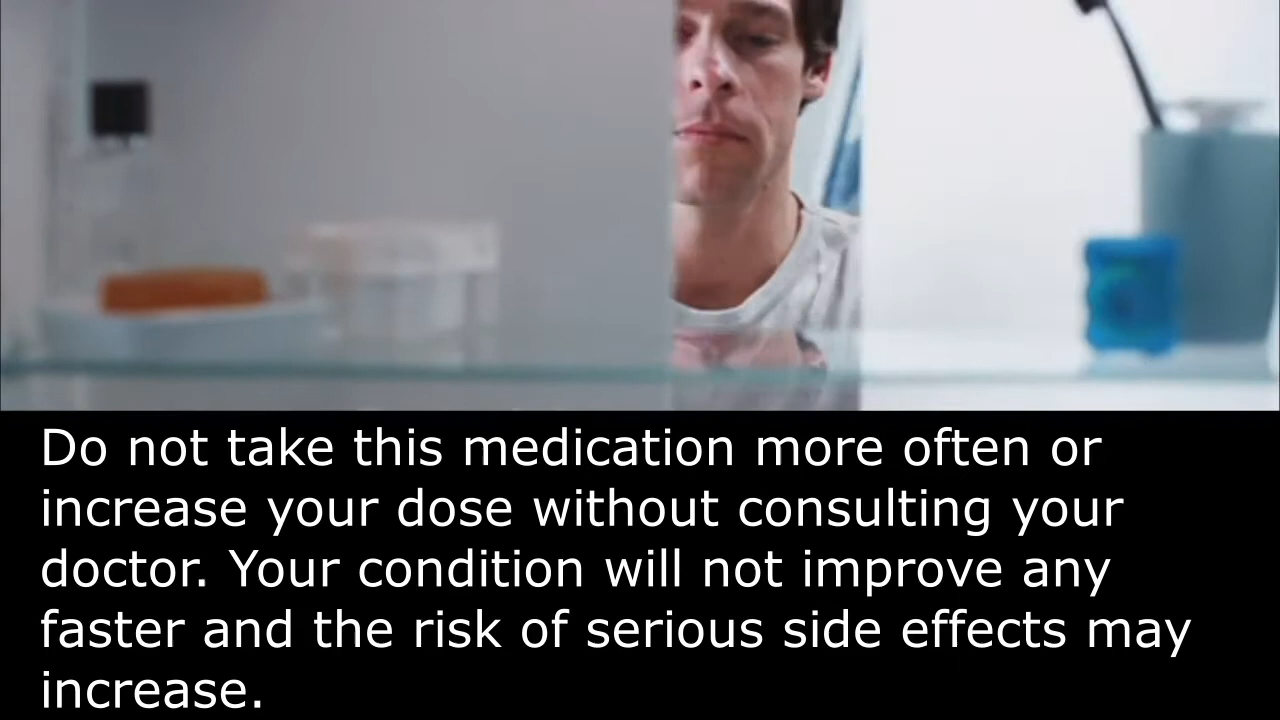 Do not take this medication more often or
increase your dose without consulting your
doctor. Your condition will not improve any
faster and the risk of serious side effects may
increase.